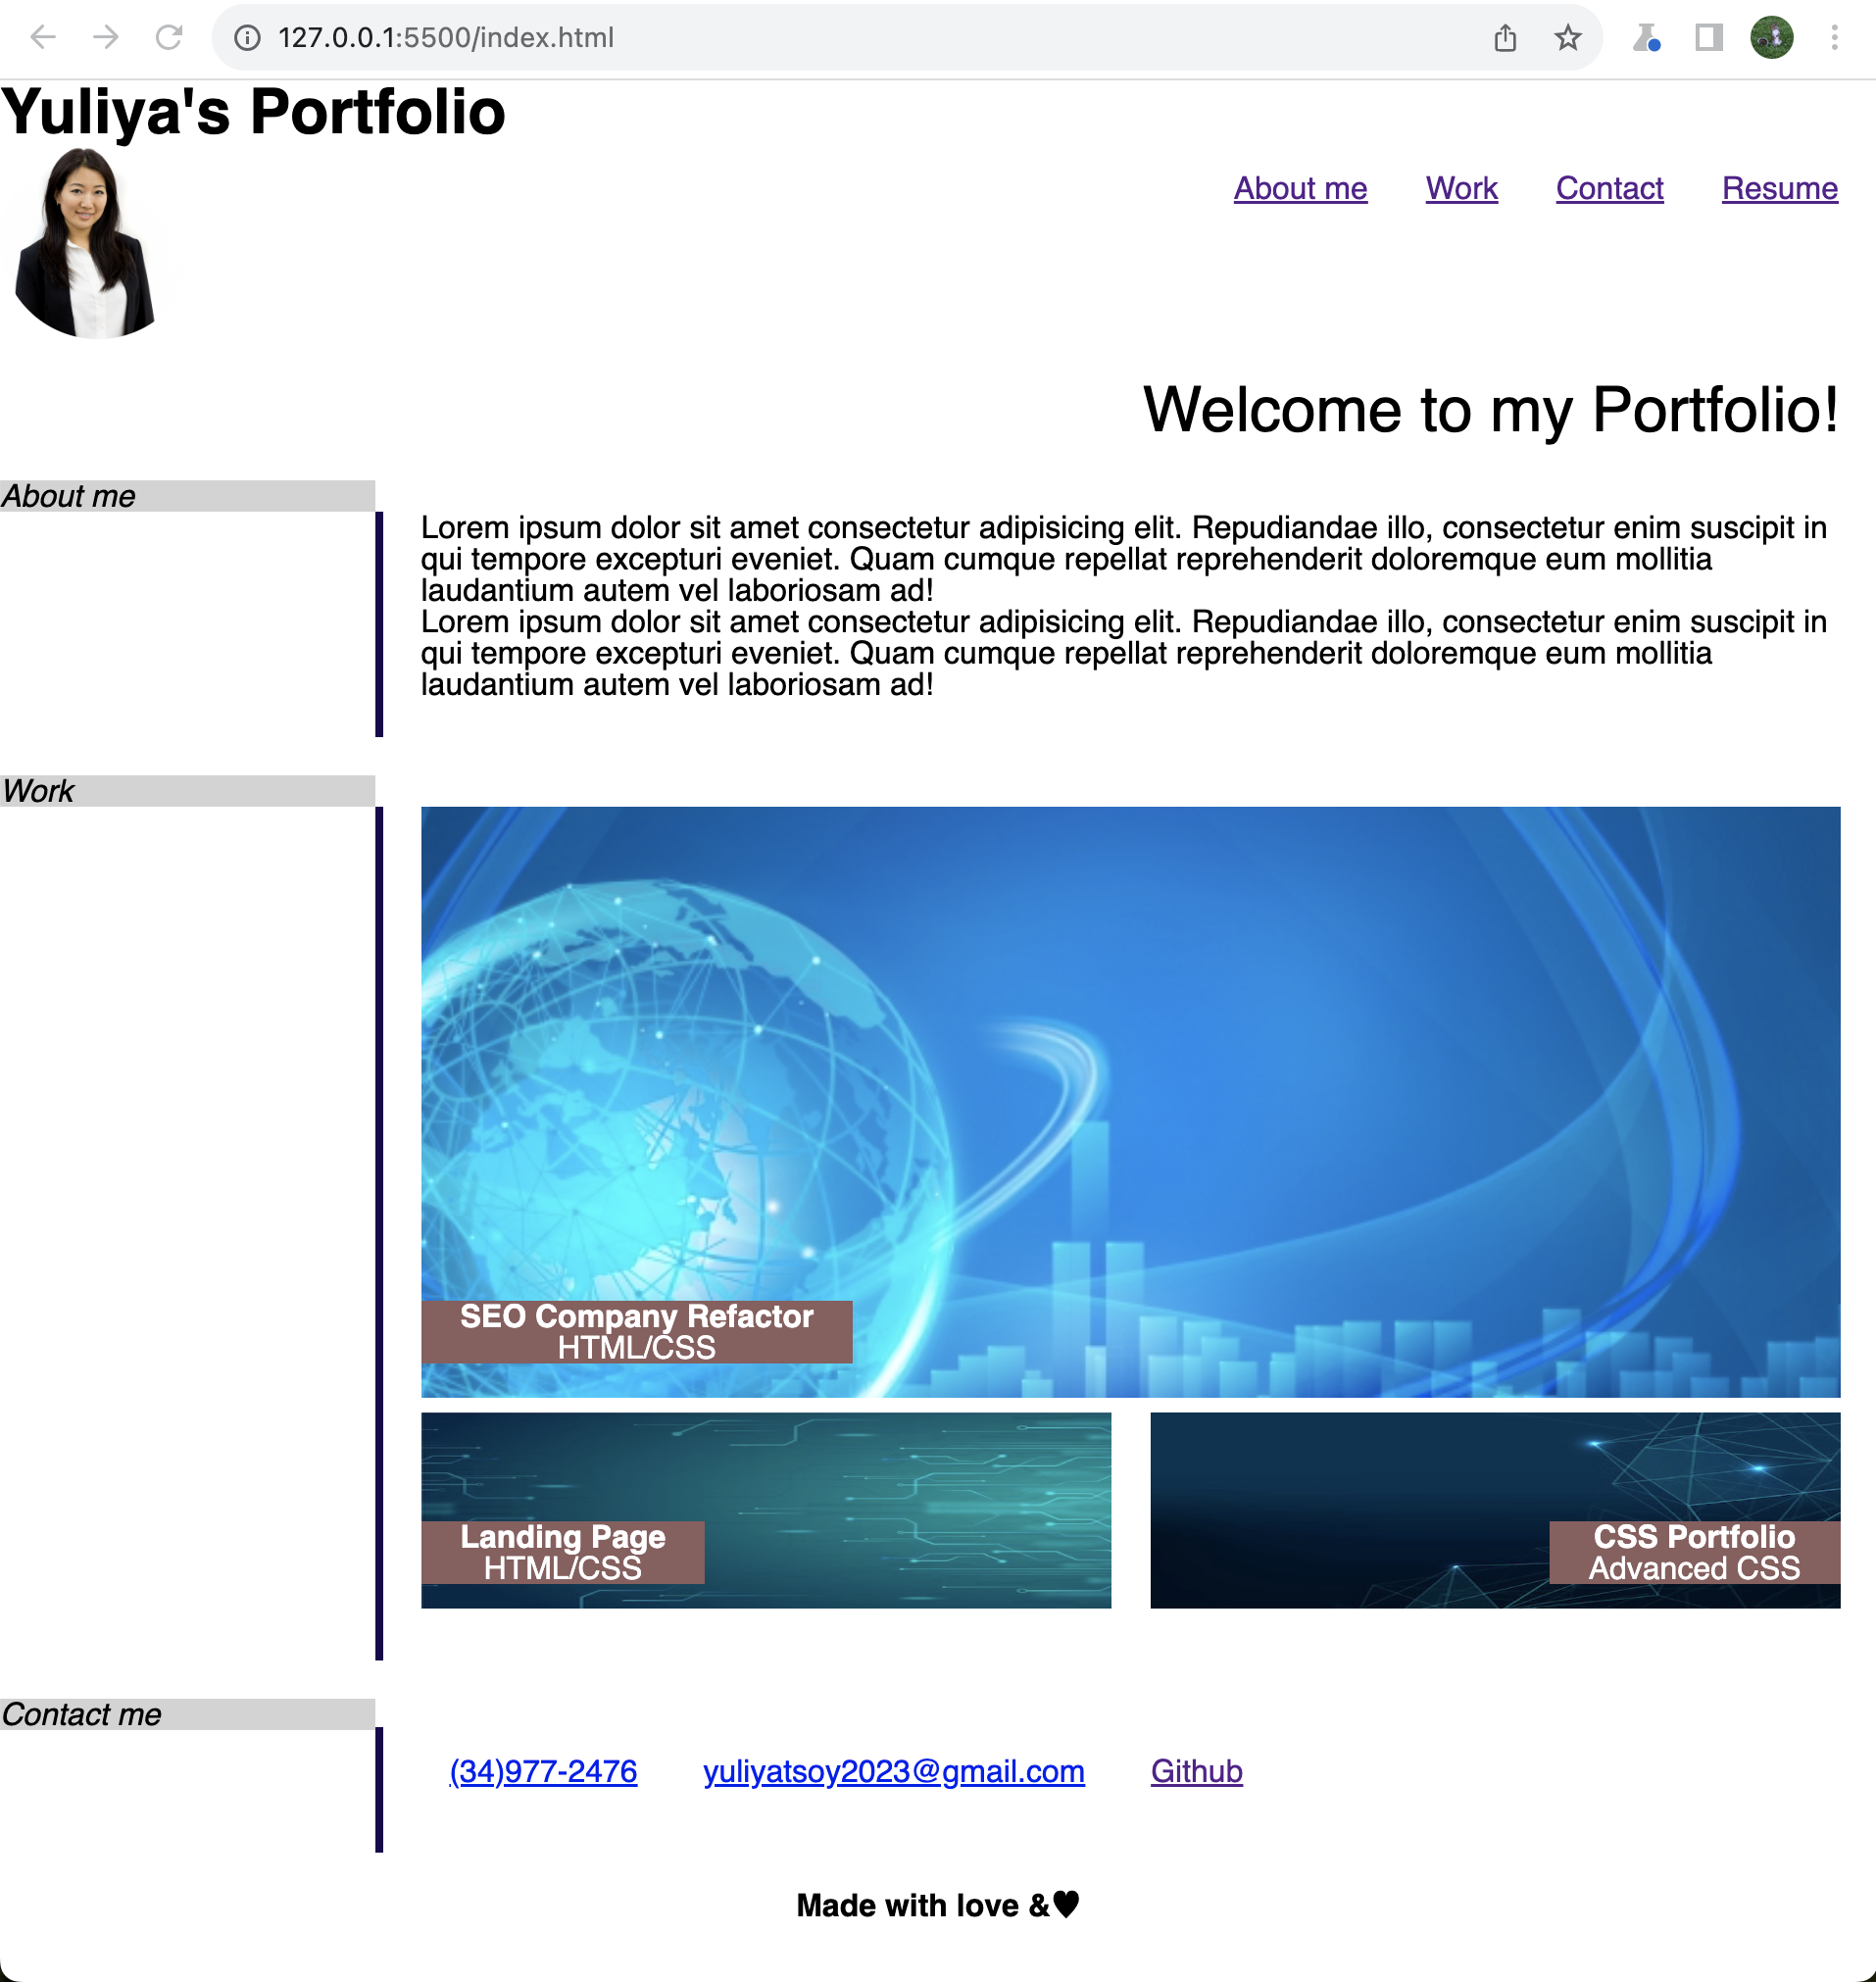 127.0.0.1:5500/index.html
Yuliya's Portfolio
About me Work Contact Resume
Welcome to my Portfolio!
About me
Lorem ipsum dolor sit amet consectetur adipisicing elit. Repudiandae illo, consectetur enim suscipit in
qui tempore excepturi eveniet. Quam cumque repellat reprehenderit doloremque eum mollitia
laudantium autem vel laboriosam ad!
Lorem ipsum dolor sit amet consectetur adipisicing elit. Repudiandae illo, consectetur enim suscipit in
qui tempore excepturi eveniet. Quam cumque repellat reprehenderit doloremque eum mollitia
laudantium autem vel laboriosam ad!
Work
SEO Company Refactor
HTML/CSS
Landing Page
HTML/CSS
CSS Portfolio
Advanced CSS
Contact me
(34)977-2476 yuliyatsoy2023@gmail.com Github
Made with love &♥